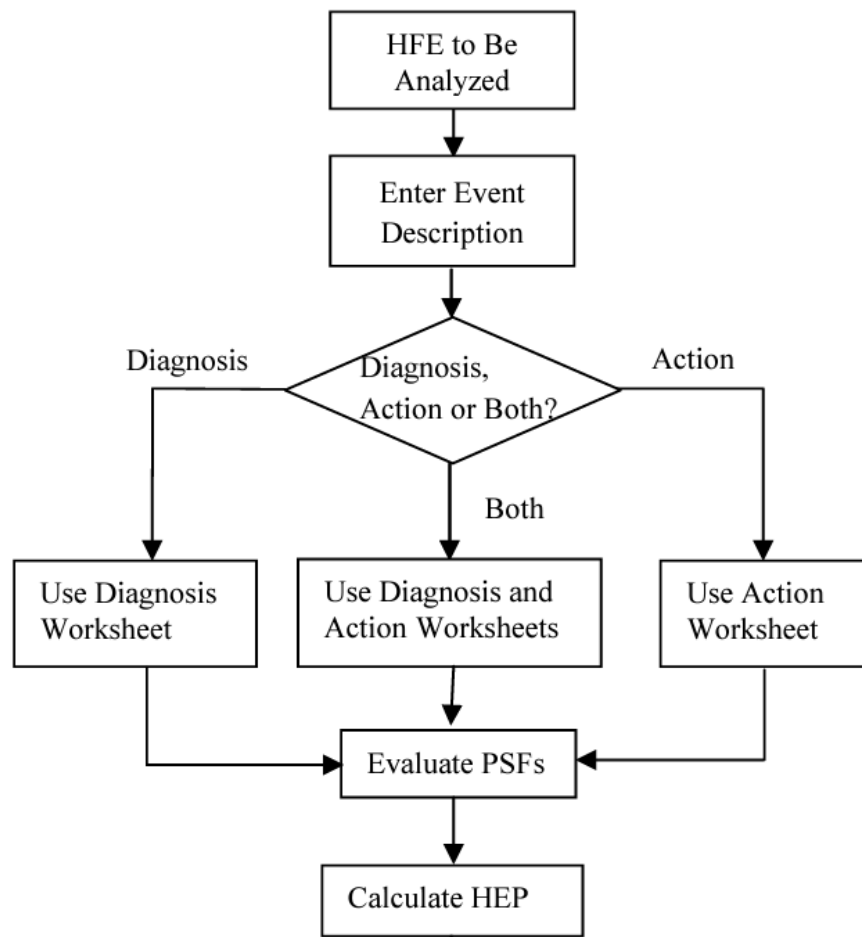 HFE to Be
Analyzed
Enter Event
Description
Diagnosis
Diagnosis,
Action or Both?
Action
Both
Use Diagnosis
Worksheet
Use Diagnosis and
Action Worksheets
Use Action
Worksheet
Evaluate PSFs
Calculate HEP